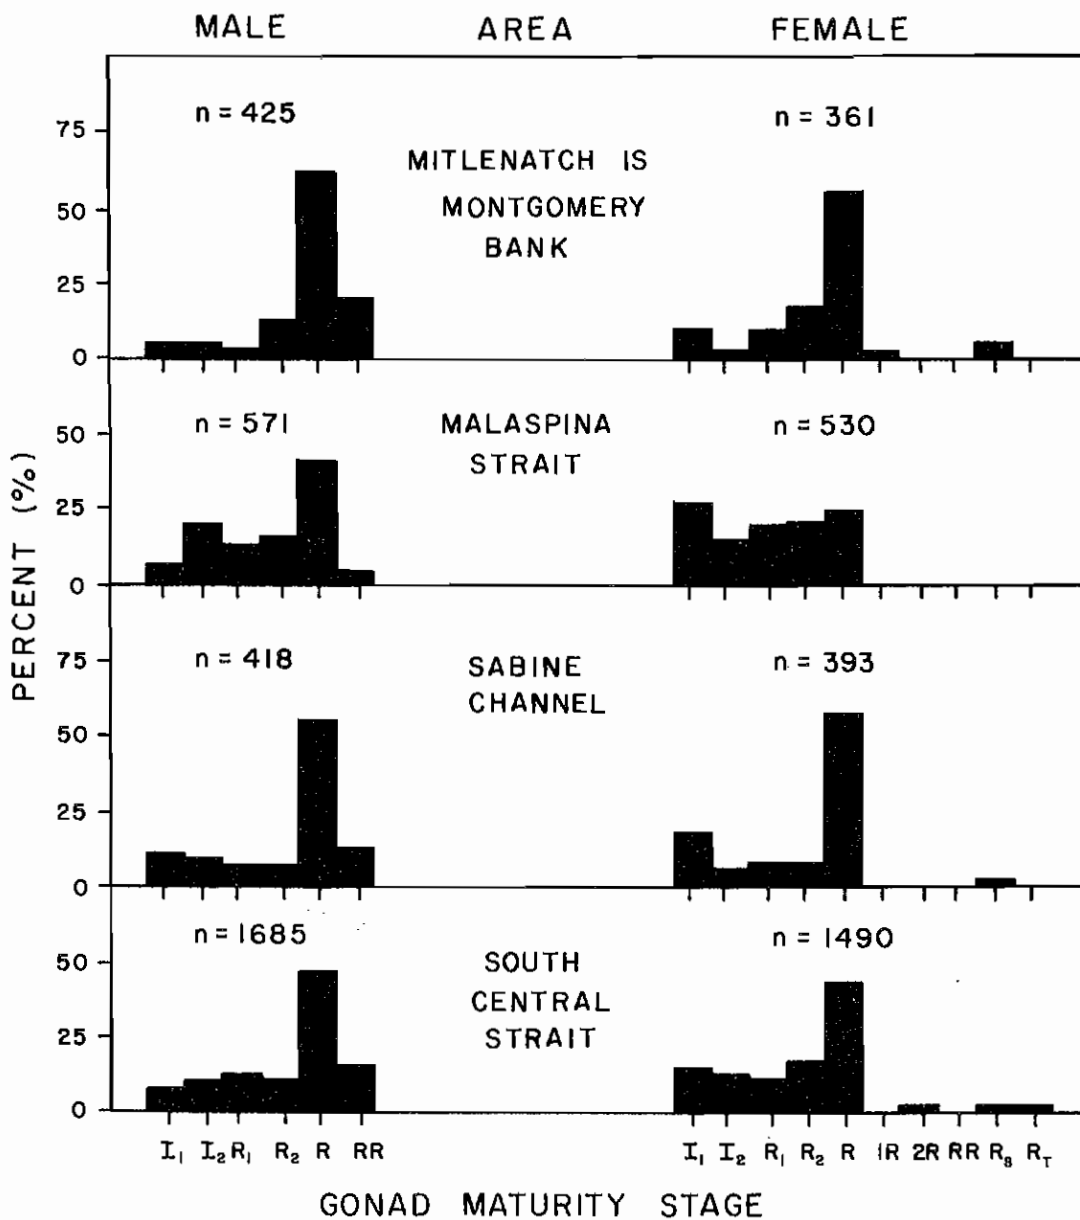 MALE AREA FEMALE
n = 425 n = 361
75
MITLENATCH IS
MONTGOMERY
BANK
50
25
0
n = 571 MALASPINA n = 530
STRAIT
50
25
0
PERCENT (%)
n = 418 SABINE n = 393
CHANNEL
75
50
25
0
n = 1685 SOUTH n = 1490
CENTRAL
STRAIT
50
25
0
I₁ I₂ R₁ R₂ R RR I₁ I₂ R₁ R₂ R 1R 2R RR R₈ R_T
GONAD MATURITY STAGE